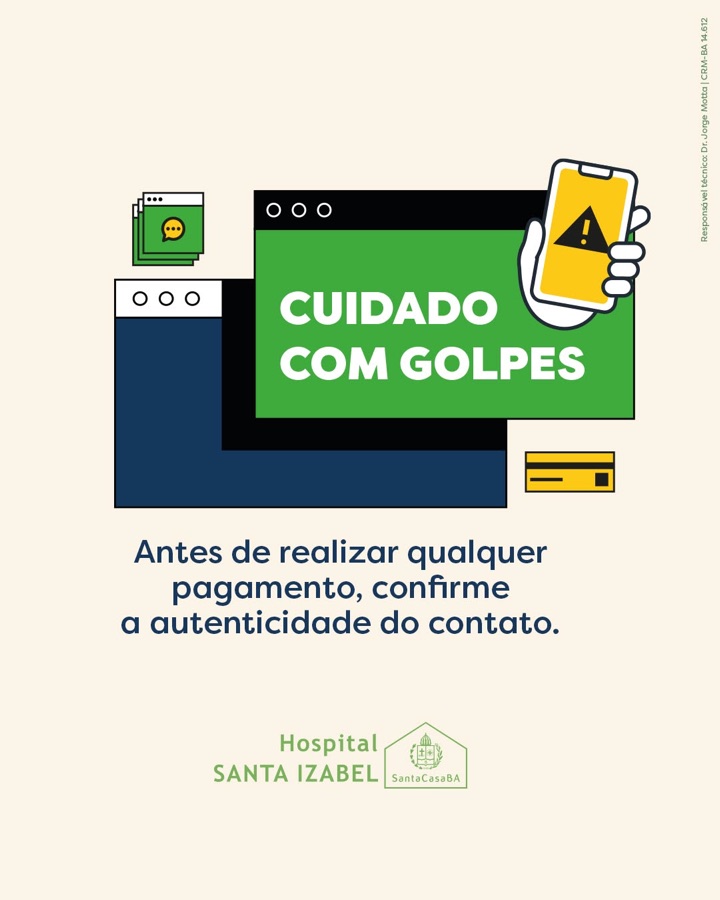 Responsável técnico: Dr. Jorge Motta | CRM-BA 14.612
CUIDADO
COM GOLPES
Antes de realizar qualquer
pagamento, confirme
a autenticidade do contato.
Hospital
SANTA IZABEL
SantaCasaBA